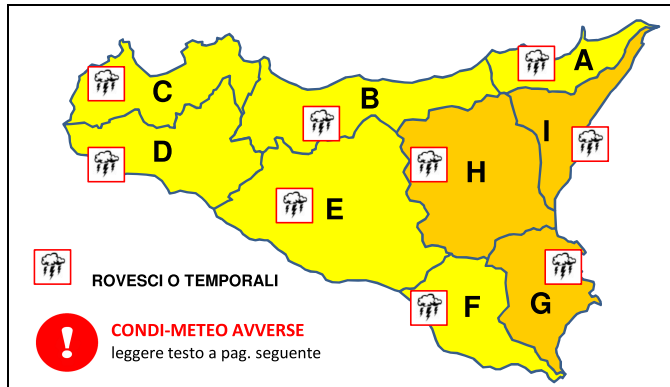 A
B
C
I
D
H
E
F
G
ROVESCI O TEMPORALI
!
CONDI-METEO AVVERSE
leggere testo a pag. seguente